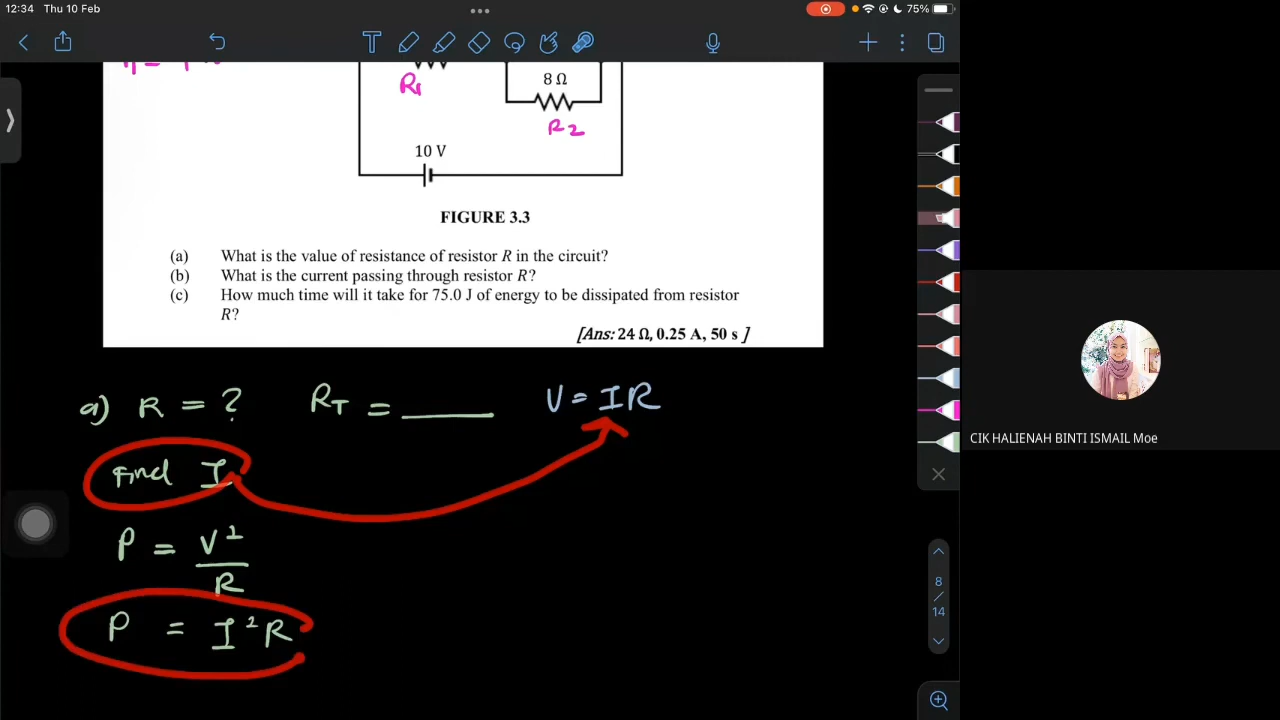 12:34 Thu 10 Feb
75%
R1
8 Ω
R2
10 V
FIGURE 3.3
(a) What is the value of resistance of resistor R in the circuit?
(b) What is the current passing through resistor R?
(c) How much time will it take for 75.0 J of energy to be dissipated from resistor
R?
[Ans: 24 Ω, 0.25 A, 50 s ]
a) R = ? RT = ______ V = IR
Find I
P = V²
R
P = I²R
CIK HALIENAH BINTI ISMAIL Moe
8
/
14